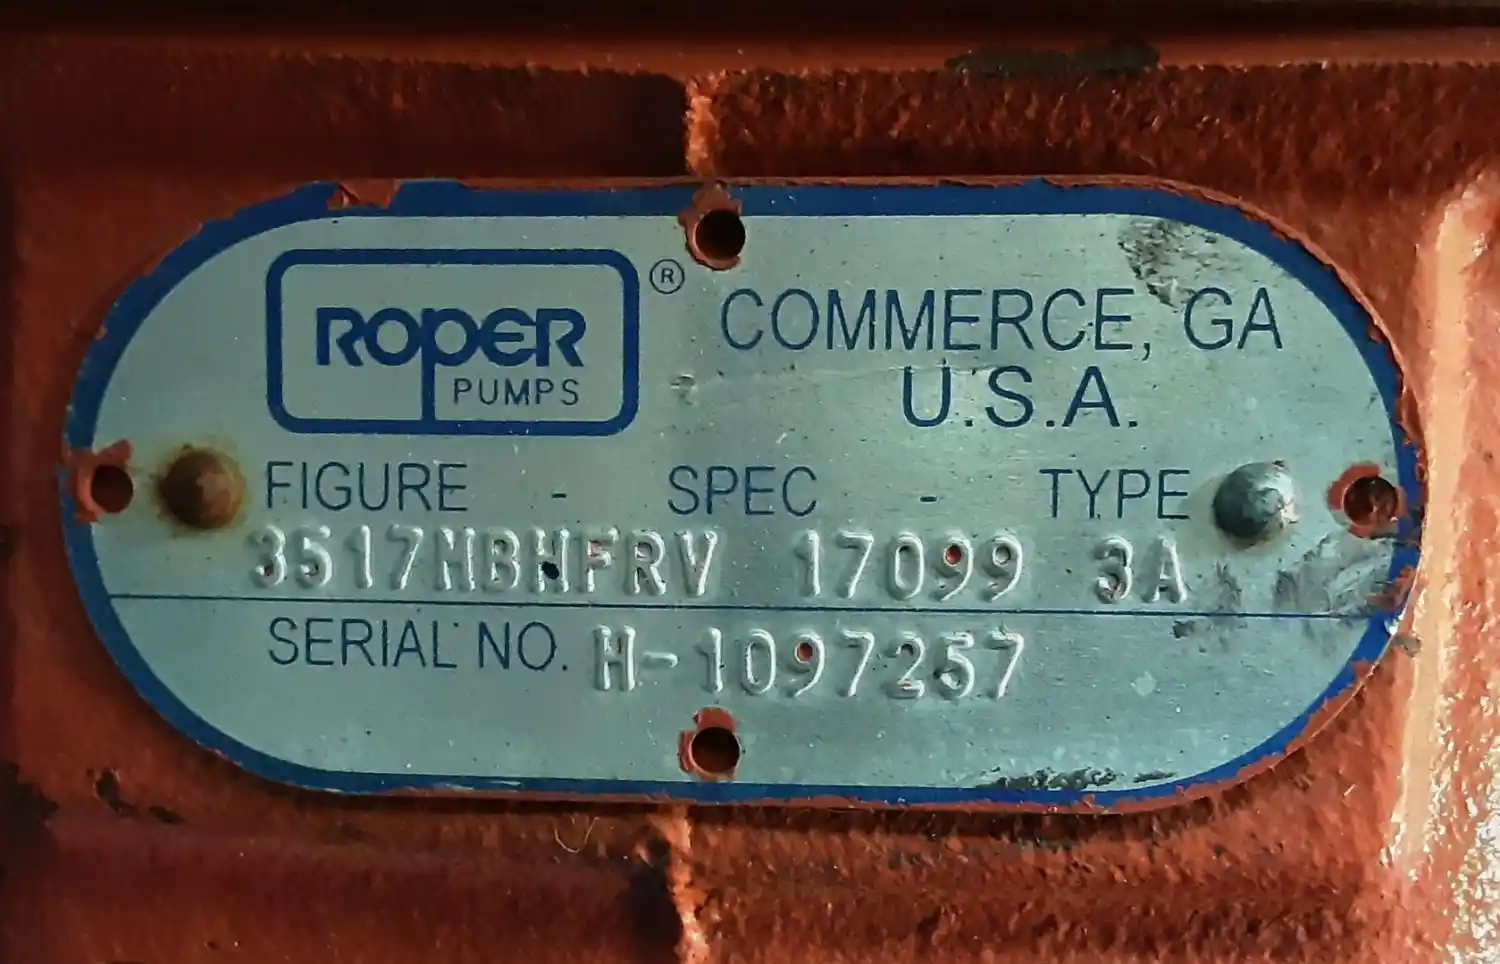 ROPER
PUMPS
®
COMMERCE, GA
U.S.A.
FIGURE - SPEC - TYPE
3517HBHFRV 17099 3A
SERIAL NO. H-1097257